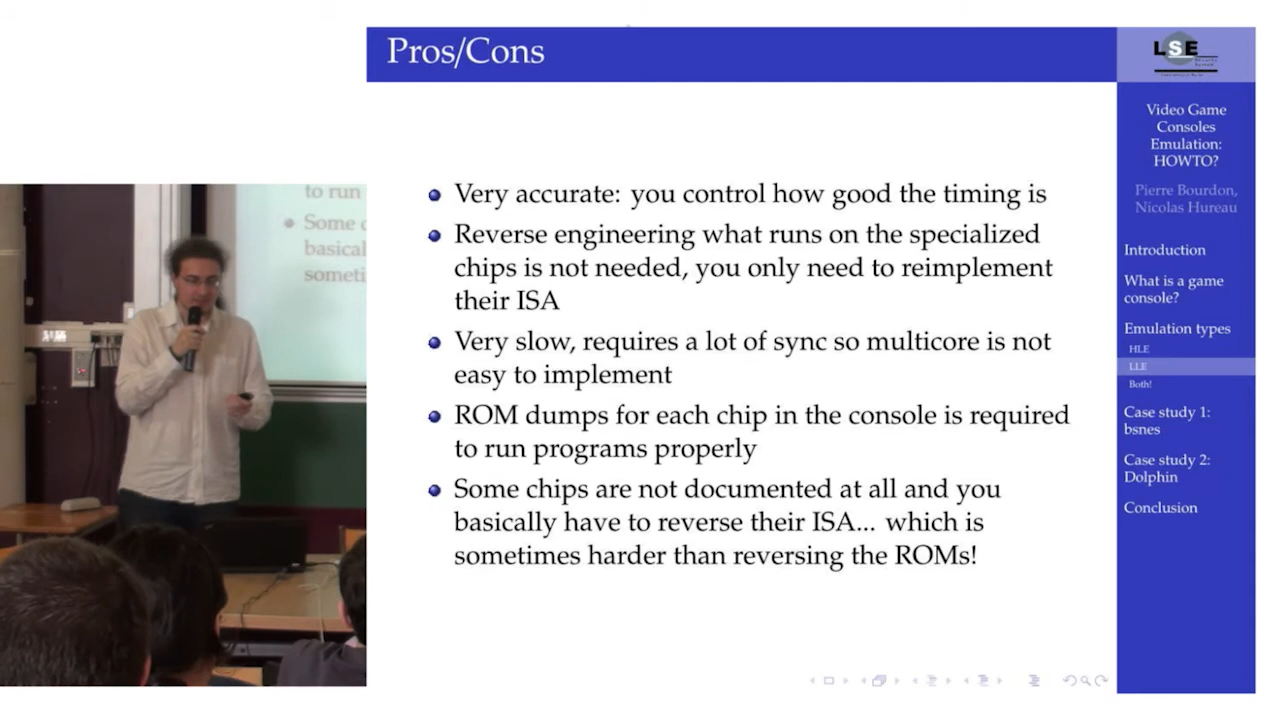 Pros/Cons
LSE
Video Game
Consoles
Emulation:
HOWTO?
Pierre Bourdon,
Nicolas Hureau
Introduction
What is a game
console?
Emulation types
HLE
LLE
Both!
Case study 1:
bsnes
Case study 2:
Dolphin
Conclusion
to run
Some
basical
someti
Very accurate: you control how good the timing is
Reverse engineering what runs on the specialized
chips is not needed, you only need to reimplement
their ISA
Very slow, requires a lot of sync so multicore is not
easy to implement
ROM dumps for each chip in the console is required
to run programs properly
Some chips are not documented at all and you
basically have to reverse their ISA... which is
sometimes harder than reversing the ROMs!